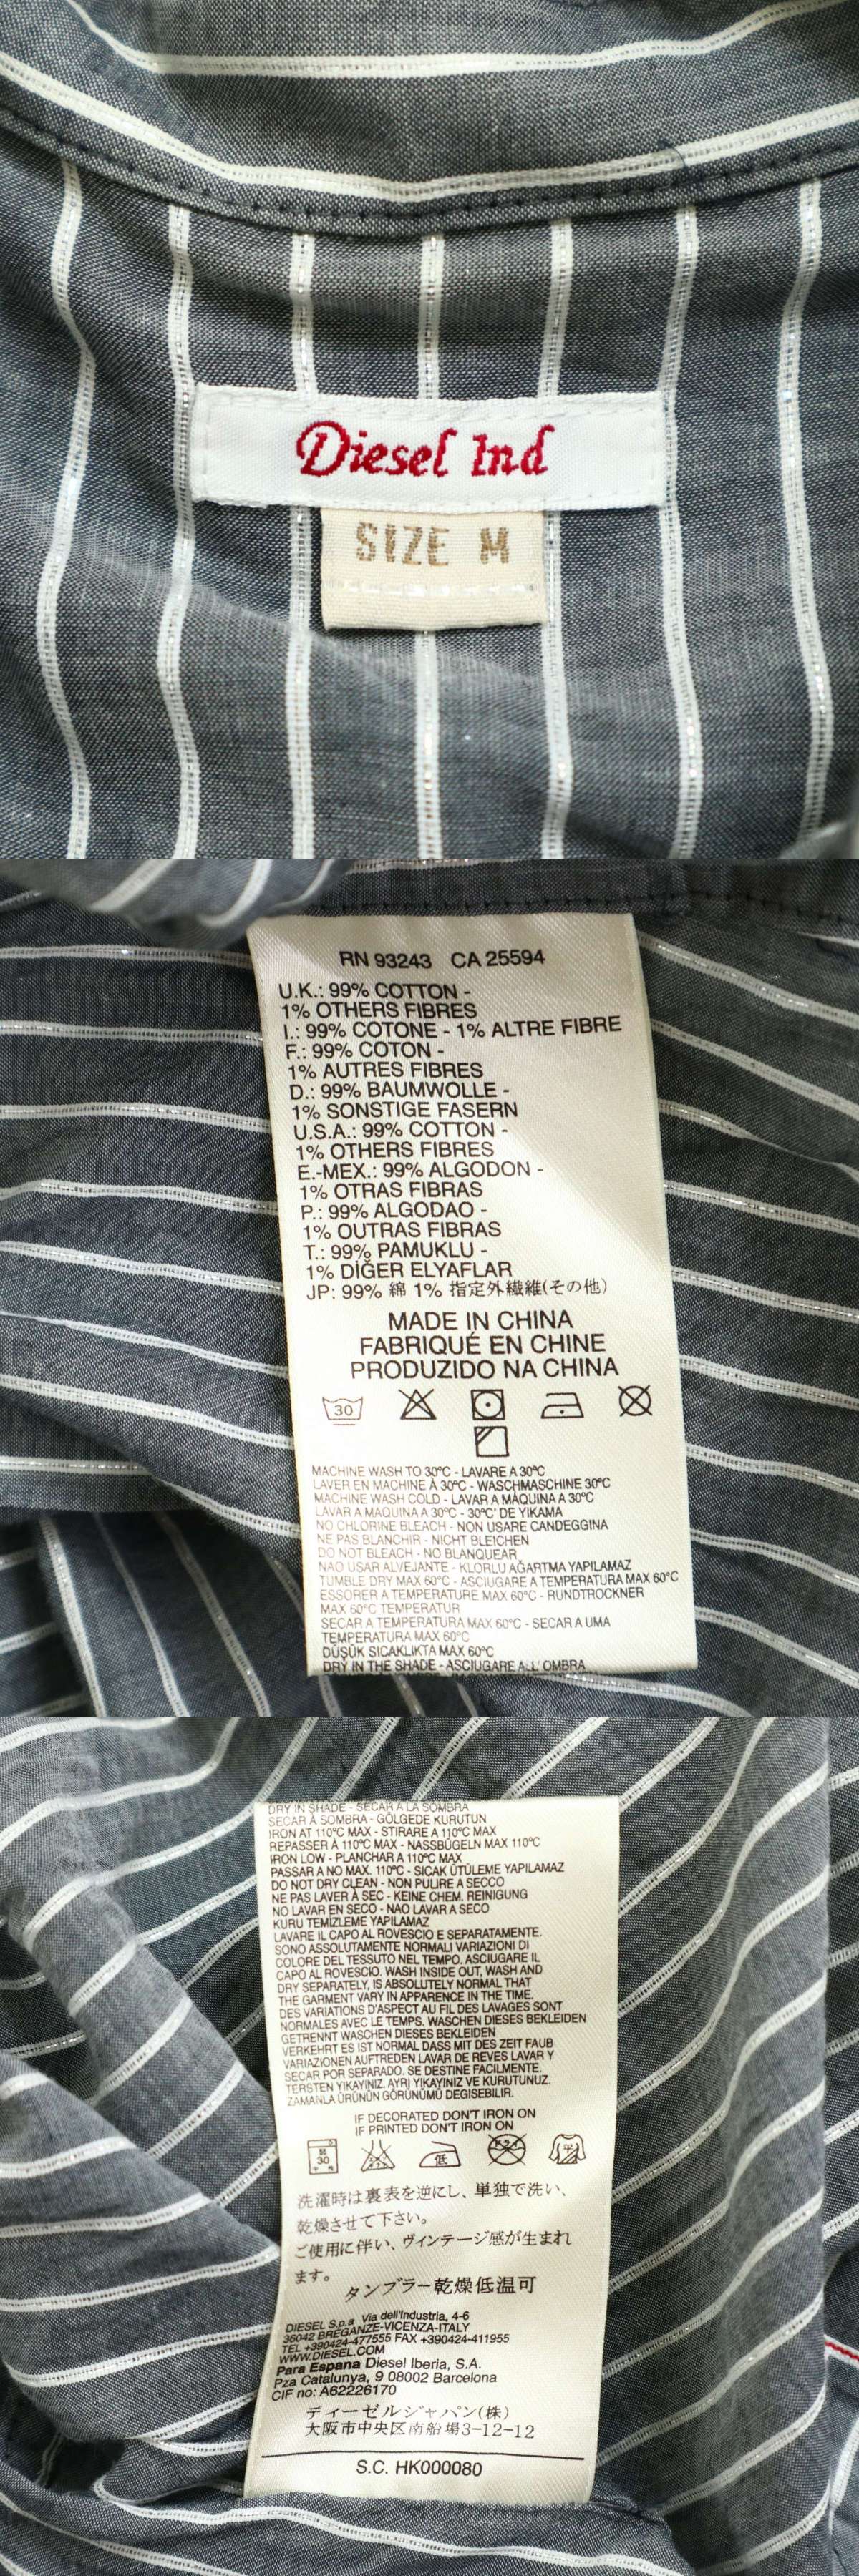 Diesel Ind
SIZE M
RN 93243 CA 25594
U.K.: 99% COTTON -
1% OTHERS FIBRES
I.: 99% COTONE - 1% ALTRE FIBRE
F.: 99% COTON -
1% AUTRES FIBRES
D.: 99% BAUMWOLLE -
1% SONSTIGE FASERN
U.S.A.: 99% COTTON -
1% OTHERS FIBRES
E.-MEX.: 99% ALGODON -
1% OTRAS FIBRAS
P.: 99% ALGODAO -
1% OUTRAS FIBRAS
T.: 99% PAMUKLU -
1% DİĞER ELYAFLAR
JP: 99% 綿 1% 指定外繊維(その他)
MADE IN CHINA
FABRIQUÉ EN CHINE
PRODUZIDO NA CHINA
30
MACHINE WASH TO 30°C - LAVARE A 30°C
LAVER EN MACHINE À 30°C - WASCHMASCHINE 30°C
MACHINE WASH COLD - LAVAR A MÀQUINA A 30°C
LAVAR A MAQUINA A 30°C - 30°C' DE YIKAMA
NO CHLORINE BLEACH - NON USARE CANDEGGINA
NE PAS BLANCHIR - NICHT BLEICHEN
DO NOT BLEACH - NO BLANQUEAR
NAO USAR ALVEJANTE - KLORLU AĞARTMA YAPILAMAZ
TUMBLE DRY MAX 60°C - ASCIUGARE A TEMPERATURA MAX 60°C
ESSORER A TEMPERATURE MAX 60°C - RUNDTROCKNER
MAX 60°C TEMPERATUR
SECAR A TEMPERATURA MAX 60°C - SECAR A UMA
TEMPERATURA MAX 60°C
DÜŞÜK SICAKLIKTA MAX 60°C
DRY IN THE SHADE - ASCIUGARE ALL' OMBRA
DRY IN SHADE - SECAR A LA SOMBRA
SECAR À SOMBRA - GÖLGEDE KURUTUN
IRON AT 110°C MAX - STIRARE A 110°C MAX
REPASSER À 110°C MAX - NASSBÜGELN MAX 110°C
IRON LOW - PLANCHAR A 110°C MAX
PASSAR A NO MAX. 110°C - SICAK ÜTÜLEME YAPILAMAZ
DO NOT DRY CLEAN - NON PULIRE A SECCO
NE PAS LAVER À SEC - KEINE CHEM. REINIGUNG
NO LAVAR EN SECO - NAO LAVAR A SECO
KURU TEMİZLEME YAPILAMAZ
LAVARE IL CAPO AL ROVESCIO E SEPARATAMENTE.
SONO ASSOLUTAMENTE NORMALI VARIAZIONI DI
COLORE DEL TESSUTO NEL TEMPO. ASCIUGARE IL
CAPO AL ROVESCIO. WASH INSIDE OUT, WASH AND
DRY SEPARATELY, IS ABSOLUTELY NORMAL THAT
THE GARMENT VARY IN APPARENCE IN THE TIME.
DES VARIATIONS D'ASPECT AU FIL DES LAVAGES SONT
NORMALES AVEC LE TEMPS. WASCHEN DIESES BEKLEIDEN
GETRENNT WASCHEN DIESES BEKLEIDEN
VERKEHRT ES IST NORMAL DASS MIT DES ZEIT FAUB
VARIAZIONEN AUFTREDEN LAVAR DE REVES LAVAR Y
SECAR POR SEPARADO. SE DESTINE FACILMENTE.
TERSTEN YIKAYINIZ. AYRI YIKAYINIZ VE KURUTUNUZ.
ZAMANLA ÜRÜNÜN GÖRÜNÜMÜ DEGISEBILIR.
IF DECORATED DON'T IRON ON
IF PRINTED DON'T IRON ON
弱 30 中性 低 ドライ 平
洗濯時は裏表を逆にし、単独で洗い、
乾燥させて下さい。
ご使用に伴い、ヴィンテージ感が生まれ
ます。
タンブラー乾燥低温可
DIESEL S.p.a Via dell'Industria, 4-6
36042 BREGANZE-VICENZA-ITALY
TEL +390424-477555 FAX +390424-411955
WWW.DIESEL.COM
Para Espana Diesel Iberia, S.A.
Pza Catalunya, 9 08002 Barcelona
CIF no: A62226170
ディーゼルジャパン(株)
大阪市中央区南船場3-12-12
S.C. HK000080